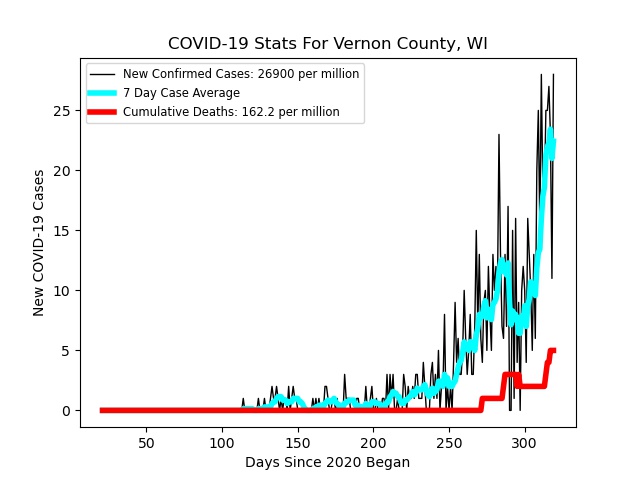 COVID-19 Stats For Vernon County, WI
New Confirmed Cases: 26900 per million
7 Day Case Average
Cumulative Deaths: 162.2 per million
New COVID-19 Cases
25
20
15
10
5
0
50 100 150 200 250 300
Days Since 2020 Began